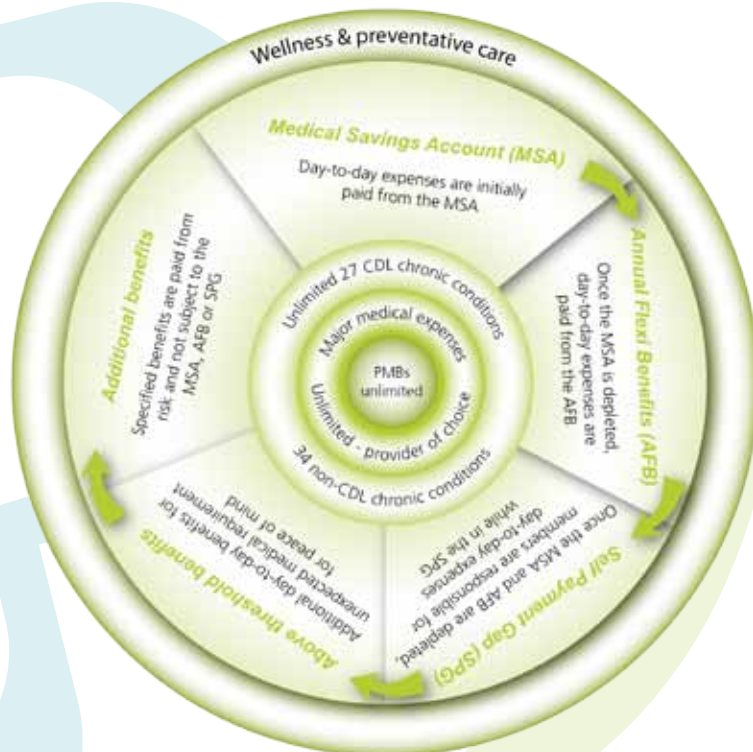 Wellness & preventative care
Medical Savings Account (MSA)
Day-to-day expenses are initially
paid from the MSA
Annual Flexi Benefits (AFB)
Once the MSA is depleted,
day-to-day expenses are
paid from the AFB
Self Payment Gap (SPG)
Once the MSA and AFB are depleted,
members are responsible for
day-to-day expenses
while in the SPG
Above threshold benefits
Additional day-to-day benefits for
unexpected medical requirement
for peace of mind
Additional benefits
Specified benefits are paid from
risk and not subject to the
MSA, AFB or SPG
Unlimited 27 CDL chronic conditions
34 non-CDL chronic conditions
Major medical expenses
Unlimited - provider of choice
PMBs
unlimited